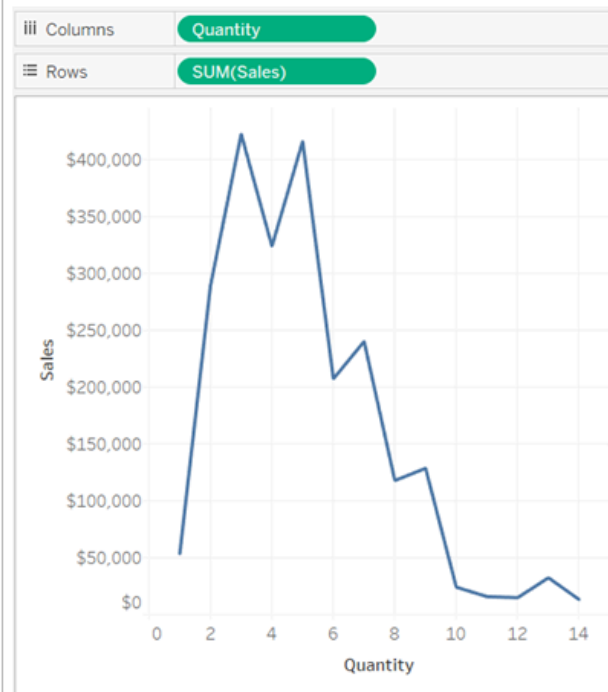 Columns Quantity
Rows SUM(Sales)
$400,000
$350,000
$300,000
$250,000
$200,000
$150,000
$100,000
$50,000
$0
Sales
0 2 4 6 8 10 12 14
Quantity